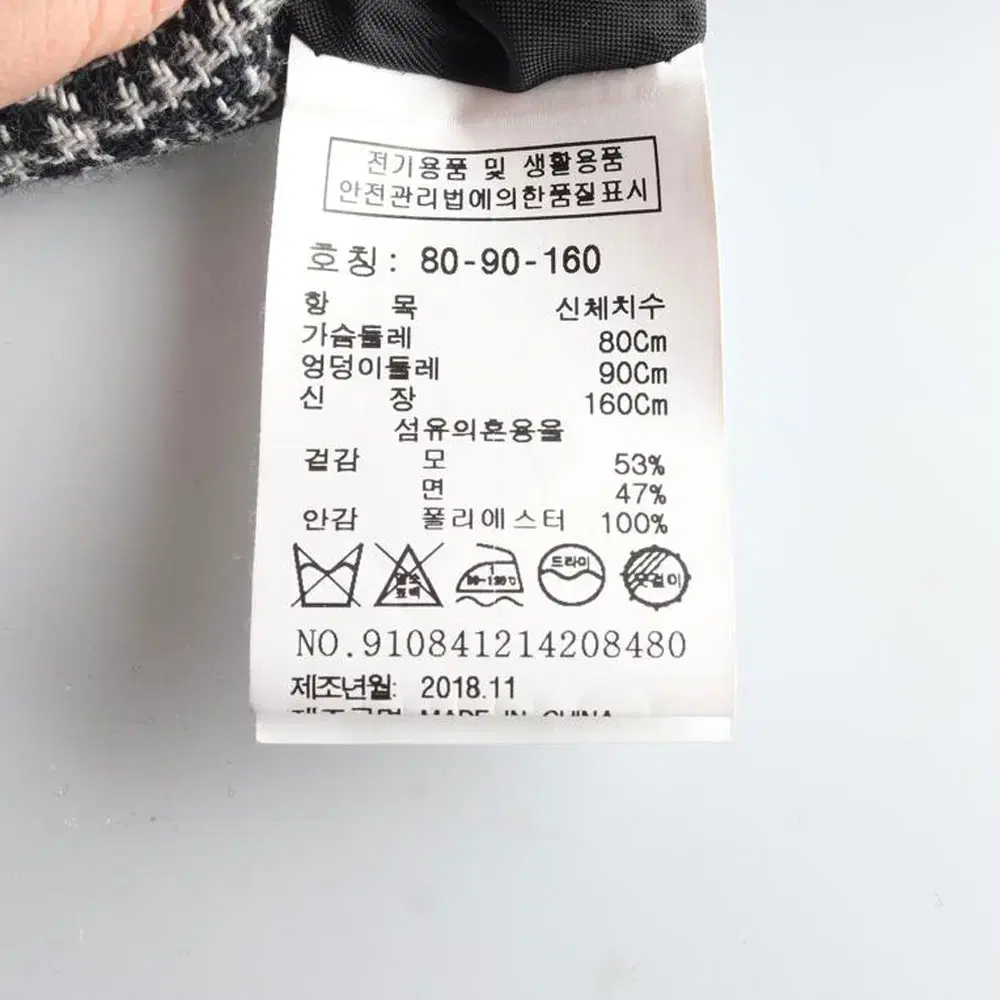 전기용품 및 생활용품
안전관리법에의한품질표시
호칭: 80-90-160
항 목 신체치수
가슴둘레 80Cm
엉덩이둘레 90Cm
신 장 160Cm
섬유의혼용율
겉감 모 53%
면 47%
안감 폴리에스터 100%
드라이
NO.910841214208480
제조년월: 2018.11
MADE IN CHINA